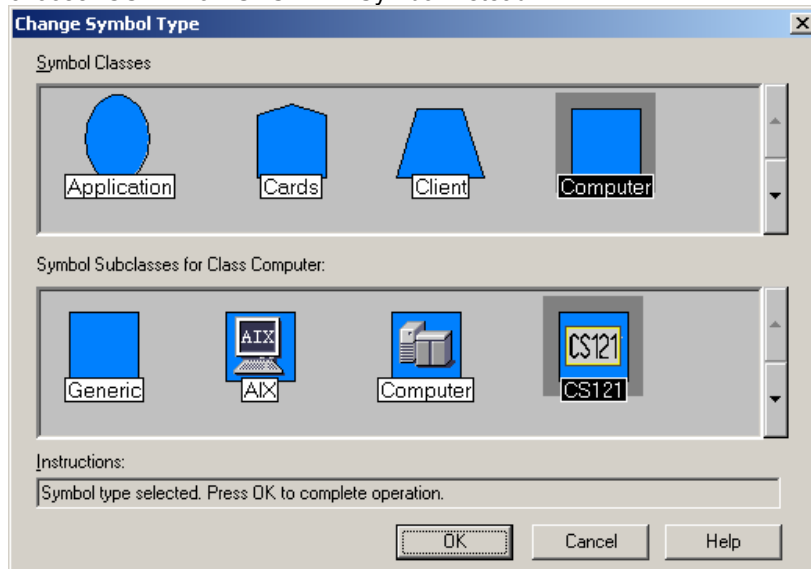 Change Symbol Type
Symbol Classes
Application
Cards
Client
Computer
Symbol Subclasses for Class Computer:
AIX
CS121
Generic
AIX
Computer
CS121
Instructions:
Symbol type selected. Press OK to complete operation.
OK
Cancel
Help